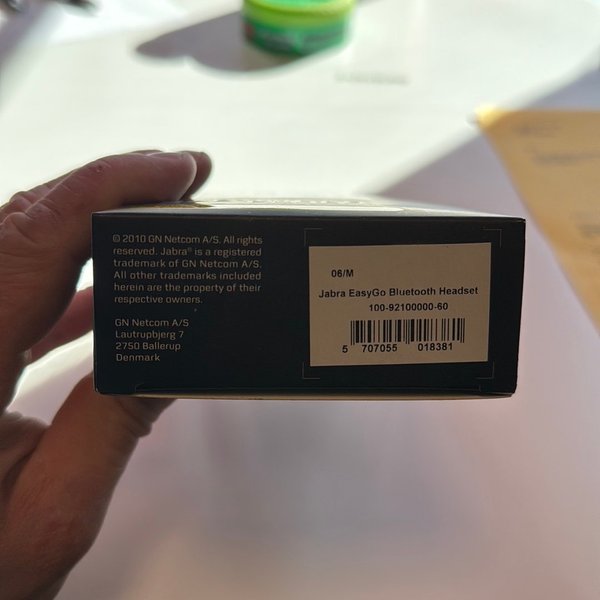 © 2010 GN Netcom A/S. All rights
reserved. Jabra® is a registered
trademark of GN Netcom A/S.
All other trademarks included
herein are the property of their
respective owners.
GN Netcom A/S
Lautrupbjerg 7
2750 Ballerup
Denmark
06/M
Jabra EasyGo Bluetooth Headset
100-92100000-60
5 707055 018381